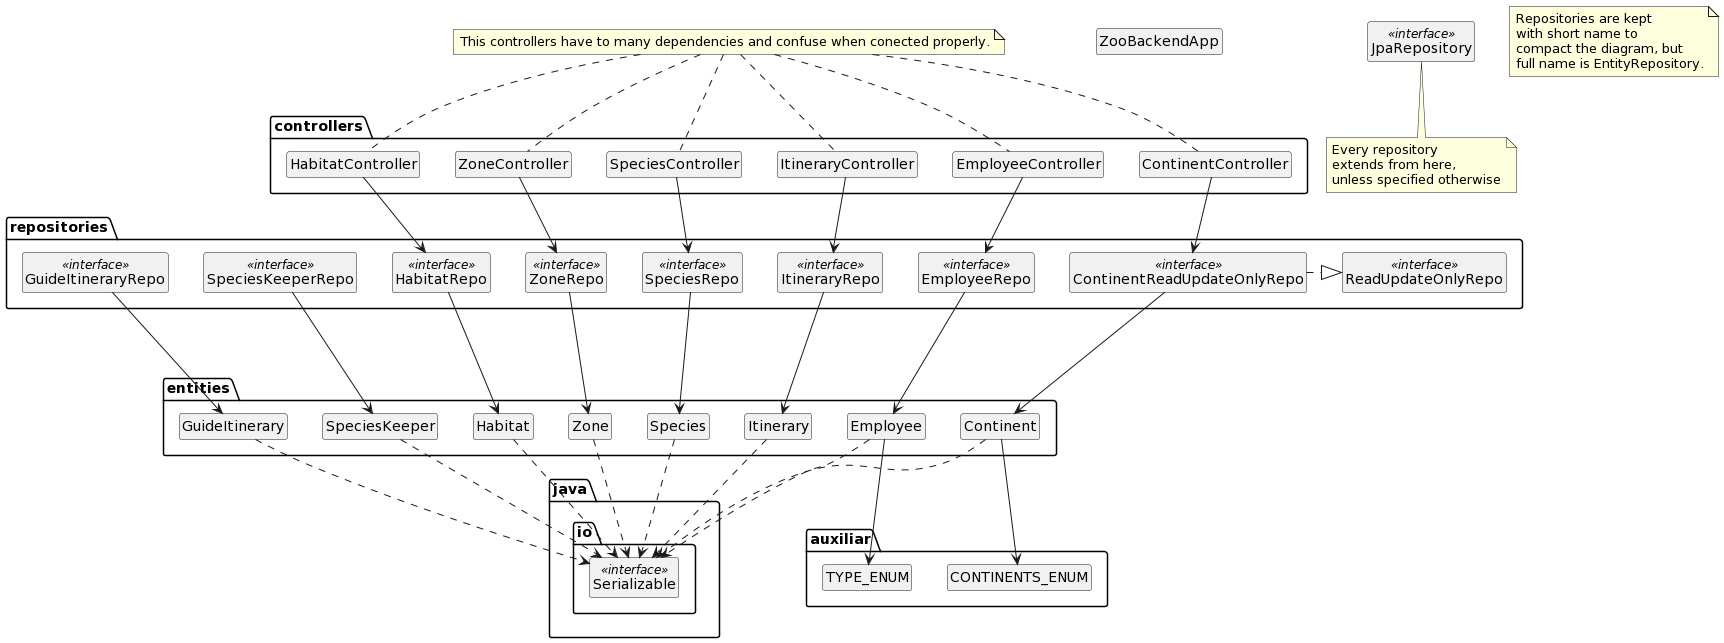 This controllers have to many dependencies and confuse when conected properly.
ZooBackendApp
«interface»
JpaRepository
Repositories are kept
with short name to
compact the diagram, but
full name is EntityRepository.
controllers
HabitatController
ZoneController
SpeciesController
ItineraryController
EmployeeController
ContinentController
Every repository
extends from here,
unless specified otherwise
repositories
«interface»
GuideItineraryRepo
«interface»
SpeciesKeeperRepo
«interface»
HabitatRepo
«interface»
ZoneRepo
«interface»
SpeciesRepo
«interface»
ItineraryRepo
«interface»
EmployeeRepo
«interface»
ContinentReadUpdateOnlyRepo
«interface»
ReadUpdateOnlyRepo
entities
GuideItinerary
SpeciesKeeper
Habitat
Zone
Species
Itinerary
Employee
Continent
java
io
«interface»
Serializable
auxiliar
TYPE_ENUM
CONTINENTS_ENUM